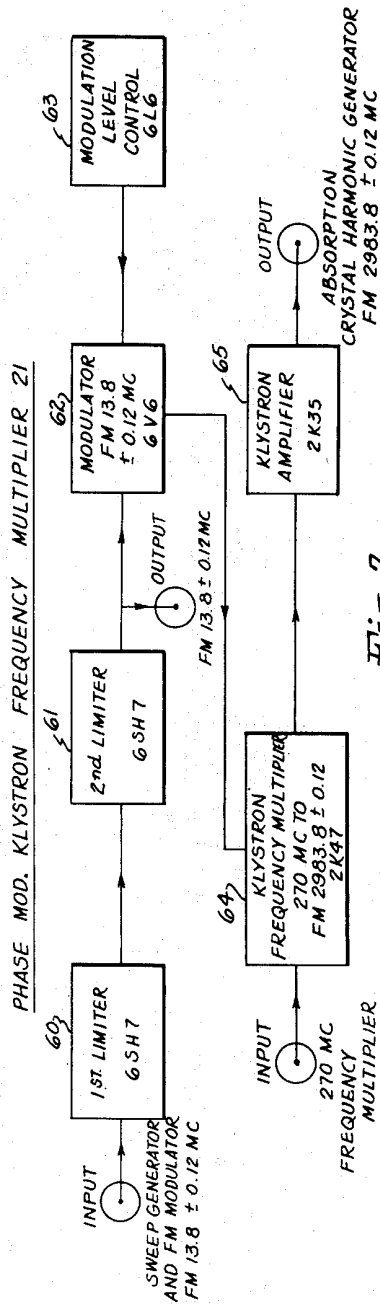 PHASE MOD. KLYSTRON FREQUENCY MULTIPLIER 21
INPUT
SWEEP GENERATOR
AND FM MODULATOR
FM 13.8 ± 0.12 MC
60
1ST. LIMITER
6SH7
61
2nd LIMITER
6SH7
OUTPUT
FM 13.8 ± 0.12MC
62
MODULATOR
FM 13.8
± 0.12 MC
6V6
63
MODULATION
LEVEL
CONTROL
6L6
INPUT
270 MC
FREQUENCY
MULTIPLIER
64
KLYSTRON
FREQUENCY MULTIPLIER
270 MC TO
FM 2983.8 ± 0.12
2K47
65
KLYSTRON
AMPLIFIER
2K35
OUTPUT
ABSORPTION
CRYSTAL HARMONIC GENERATOR
FM 2983.8 ± 0.12 MC